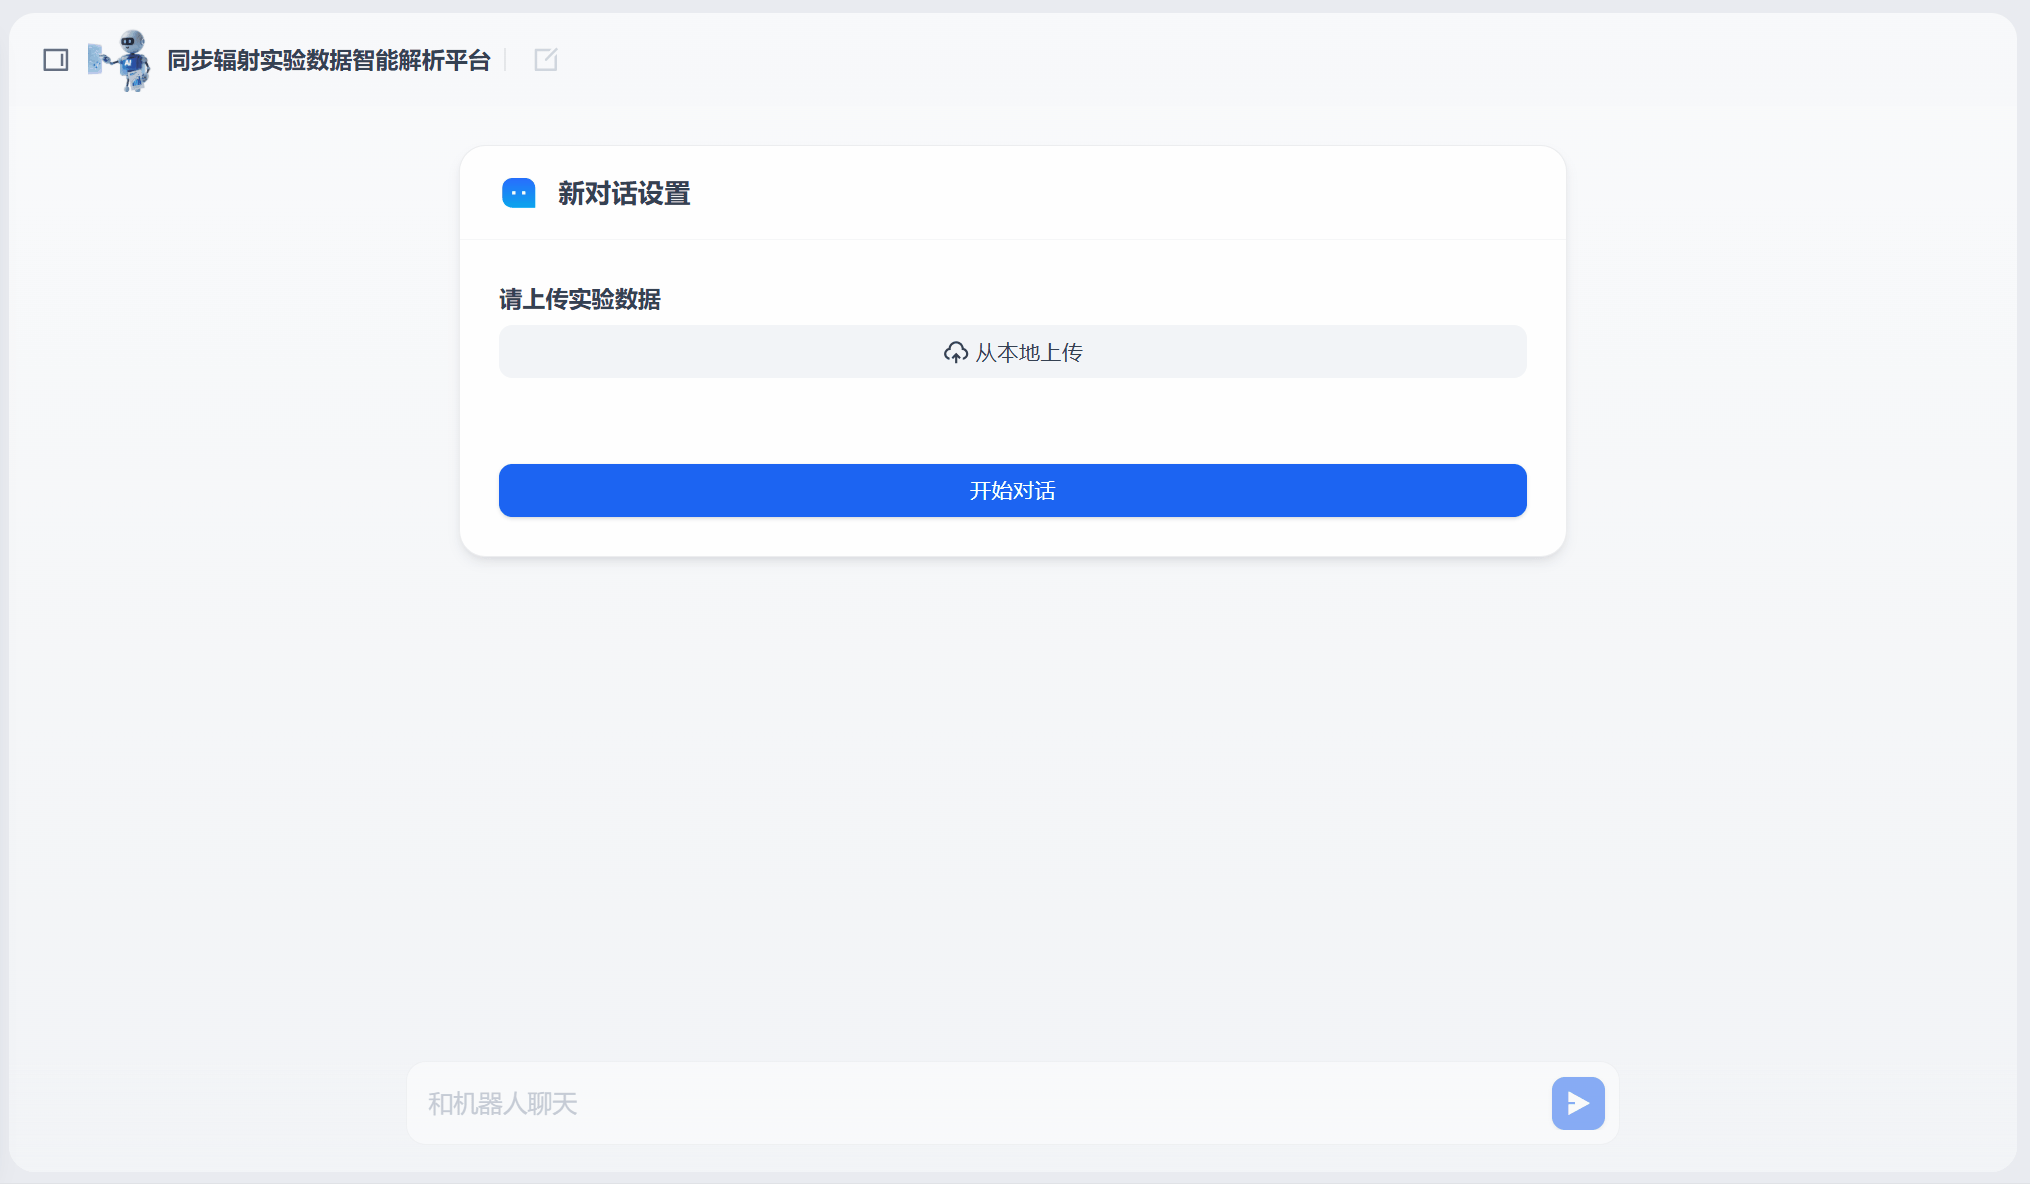 同步辐射实验数据智能解析平台
新对话设置
请上传实验数据
从本地上传
开始对话
和机器人聊天